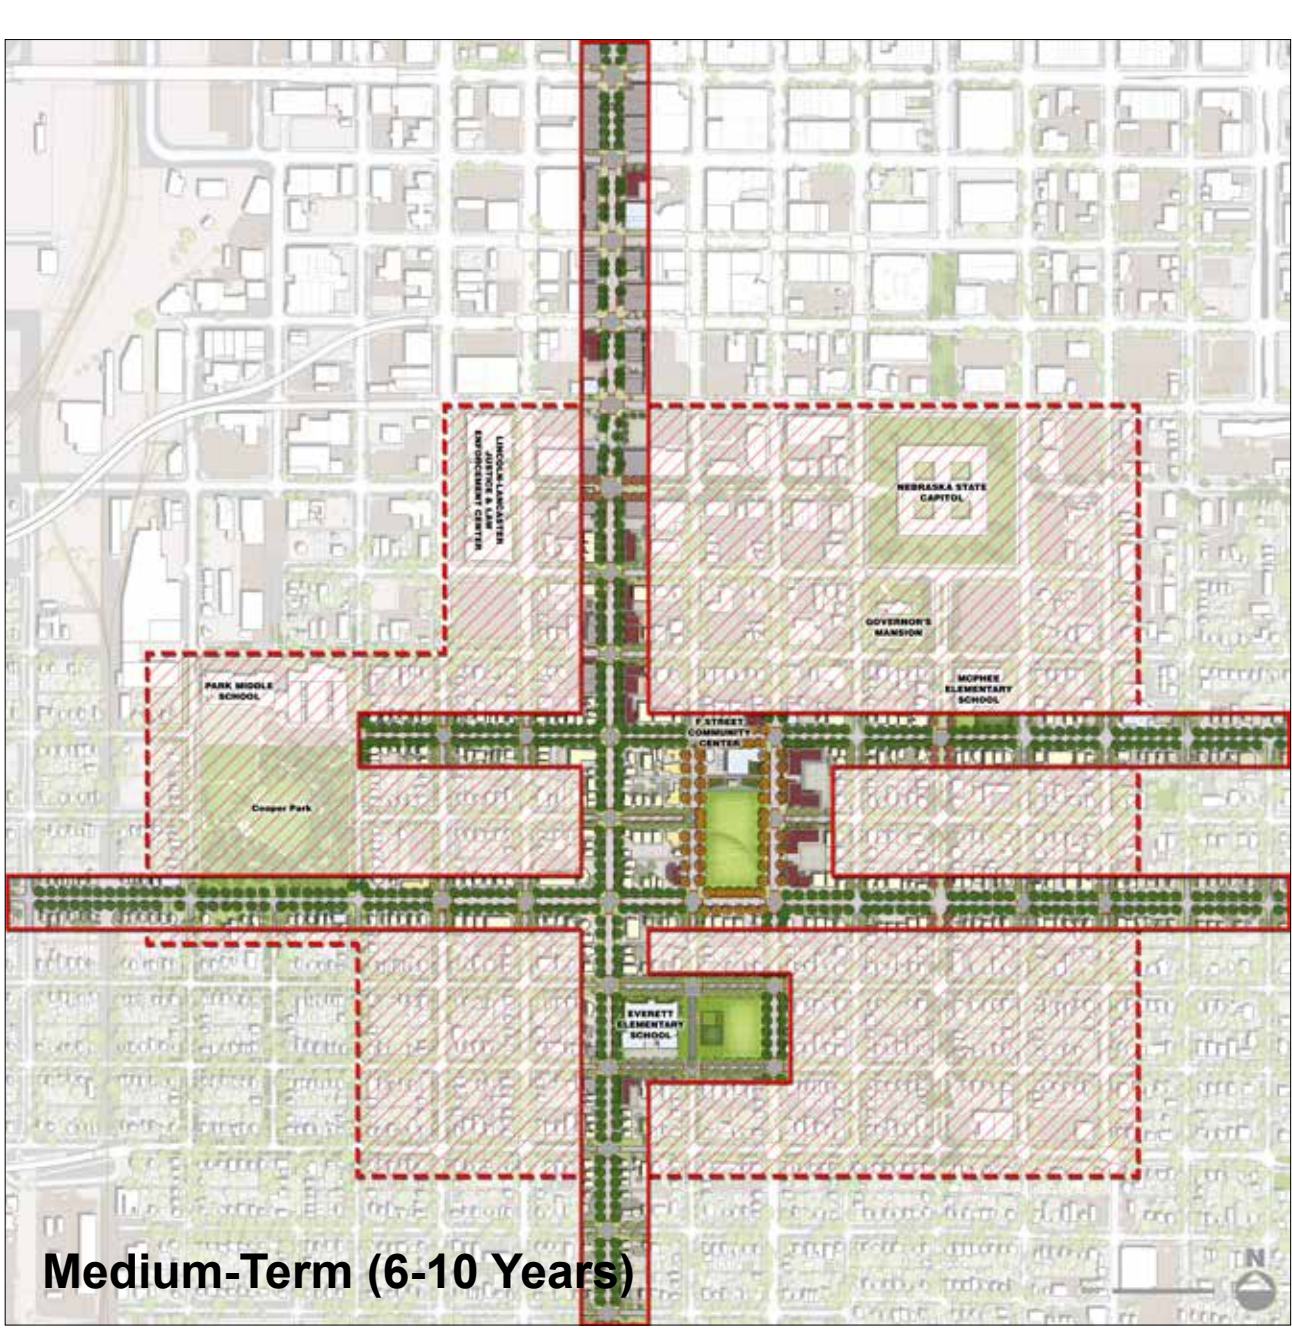 LINCOLN-LANCASTER
JUSTICE & LAW
ENFORCEMENT CENTER
NEBRASKA STATE
CAPITOL
GOVERNOR'S
MANSION
PARK MIDDLE
SCHOOL
MCPHEE
ELEMENTARY
SCHOOL
F STREET
COMMUNITY
CENTER
Cooper Park
EVERETT
ELEMENTARY
SCHOOL
Medium-Term (6-10 Years)
N